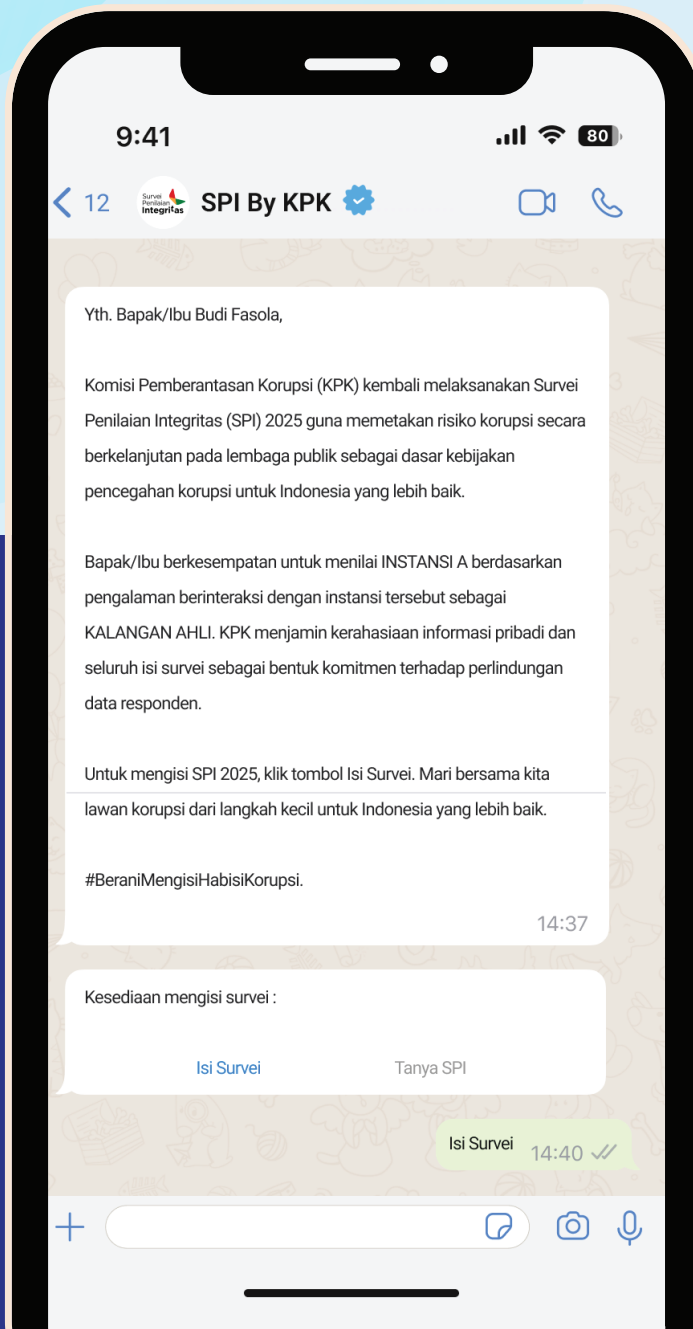 9:41
80
12
Survei
Penilaian
Integritas
SPI By KPK
Yth. Bapak/Ibu Budi Fasola,
Komisi Pemberantasan Korupsi (KPK) kembali melaksanakan Survei
Penilaian Integritas (SPI) 2025 guna memetakan risiko korupsi secara
berkelanjutan pada lembaga publik sebagai dasar kebijakan
pencegahan korupsi untuk Indonesia yang lebih baik.
Bapak/Ibu berkesempatan untuk menilai INSTANSI A berdasarkan
pengalaman berinteraksi dengan instansi tersebut sebagai
KALANGAN AHLI. KPK menjamin kerahasiaan informasi pribadi dan
seluruh isi survei sebagai bentuk komitmen terhadap perlindungan
data responden.
Untuk mengisi SPI 2025, klik tombol Isi Survei. Mari bersama kita
lawan korupsi dari langkah kecil untuk Indonesia yang lebih baik.
#BeraniMengisiHabisiKorupsi.
14:37
Kesediaan mengisi survei :
Isi Survei
Tanya SPI
Isi Survei
14:40